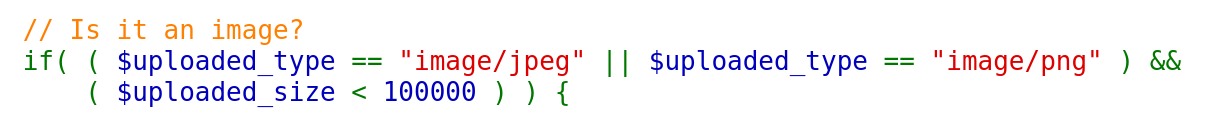 // Is it an image?
if( ( $uploaded_type == "image/jpeg" || $uploaded_type == "image/png" ) &&
    ( $uploaded_size < 100000 ) ) {